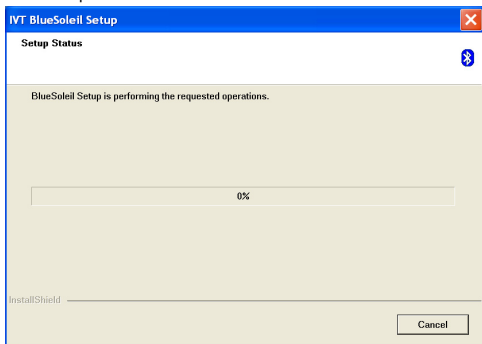 IVT BlueSoleil Setup
Setup Status
BlueSoleil Setup is performing the requested operations.
0%
InstallShield
Cancel